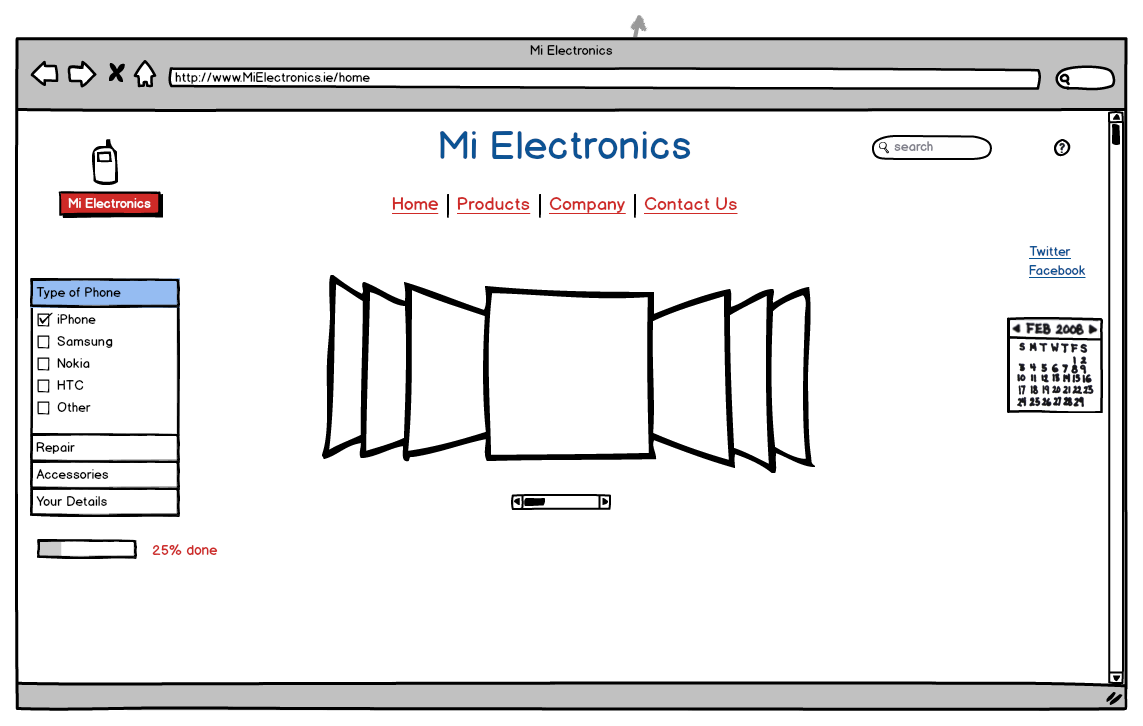 Mi Electronics
http://www.MiElectronics.ie/home
Mi Electronics
search
?
Mi Electronics
Home Products Company Contact Us
Twitter
Facebook
Type of Phone
iPhone
Samsung
Nokia
HTC
Other
Repair
Accessories
Your Details
25% done
FEB 2008
S M T W T F S
1 2
3 4 5 6 7 8 9
10 11 12 13 14 15 16
17 18 19 20 21 22 23
24 25 26 27 28 29